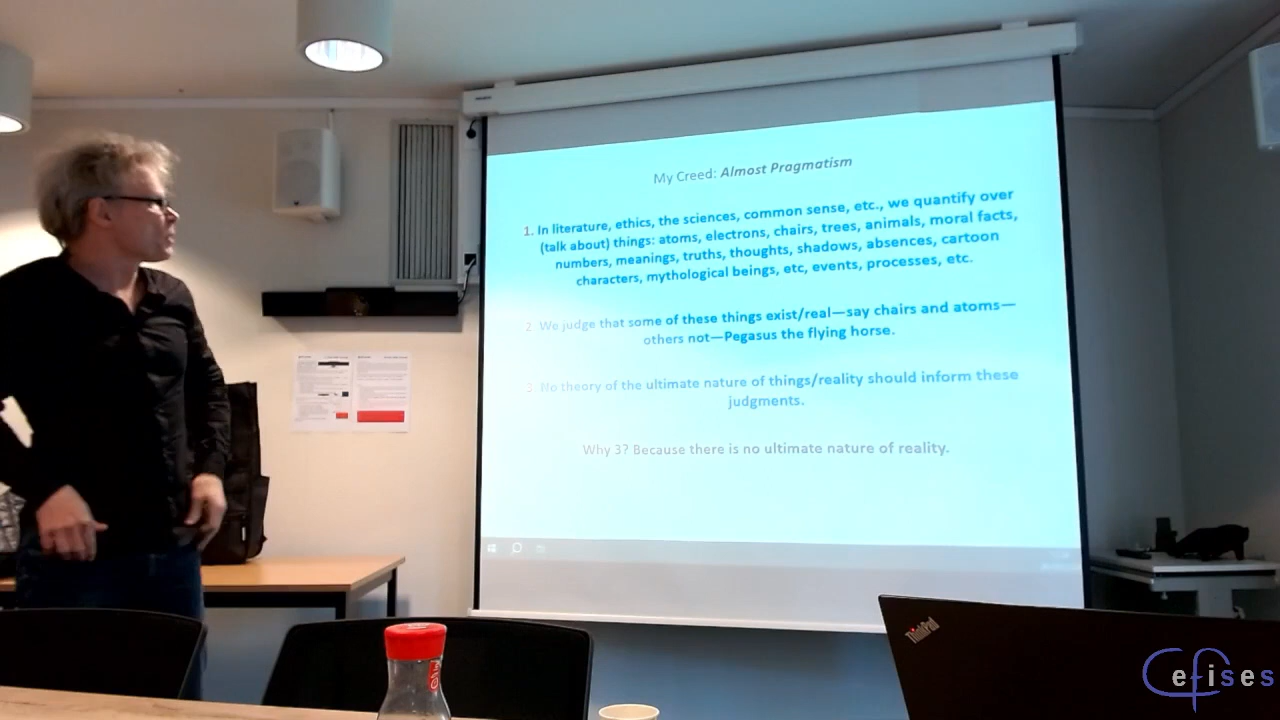 My Creed: Almost Pragmatism
1. In literature, ethics, the sciences, common sense, etc., we quantify over
(talk about) things: atoms, electrons, chairs, trees, animals, moral facts,
numbers, meanings, truths, thoughts, shadows, absences, cartoon
characters, mythological beings, etc, events, processes, etc.
2. We judge that some of these things exist/real—say chairs and atoms—
others not—Pegasus the flying horse.
3. No theory of the ultimate nature of things/reality should inform these
judgments.
Why 3? Because there is no ultimate nature of reality.
ThinkPad
Cefises